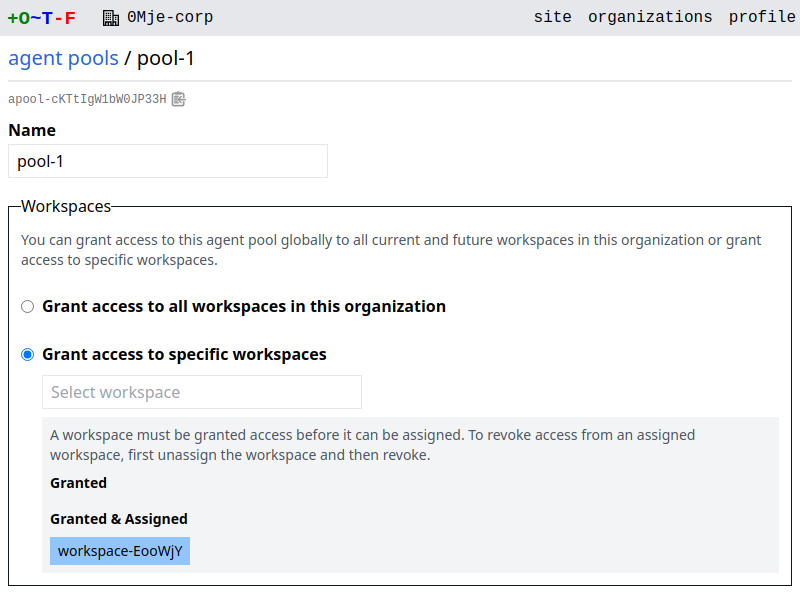 +O~T-F 0Mje-corp site organizations profile
agent pools / pool-1
apool-cKTtIgW1bW0JP33H
Name
pool-1
Workspaces
You can grant access to this agent pool globally to all current and future workspaces in this organization or grant
access to specific workspaces.
Grant access to all workspaces in this organization
Grant access to specific workspaces
Select workspace
A workspace must be granted access before it can be assigned. To revoke access from an assigned
workspace, first unassign the workspace and then revoke.
Granted
Granted & Assigned
workspace-EooWjY